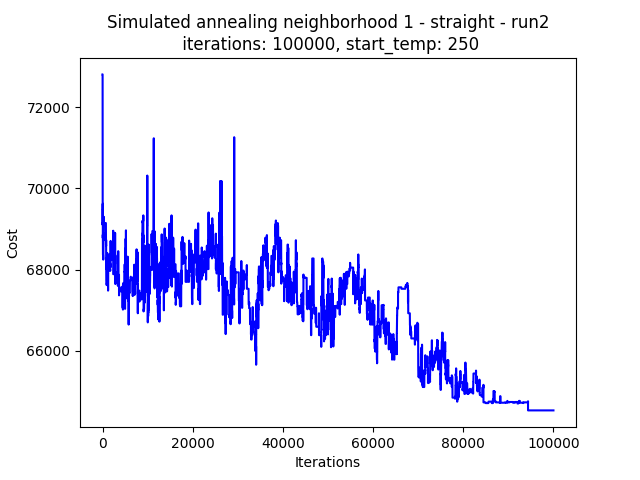 Simulated annealing neighborhood 1 - straight - run2
iterations: 100000, start_temp: 250
72000
70000
68000
66000
Cost
0
20000
40000
60000
80000
100000
Iterations